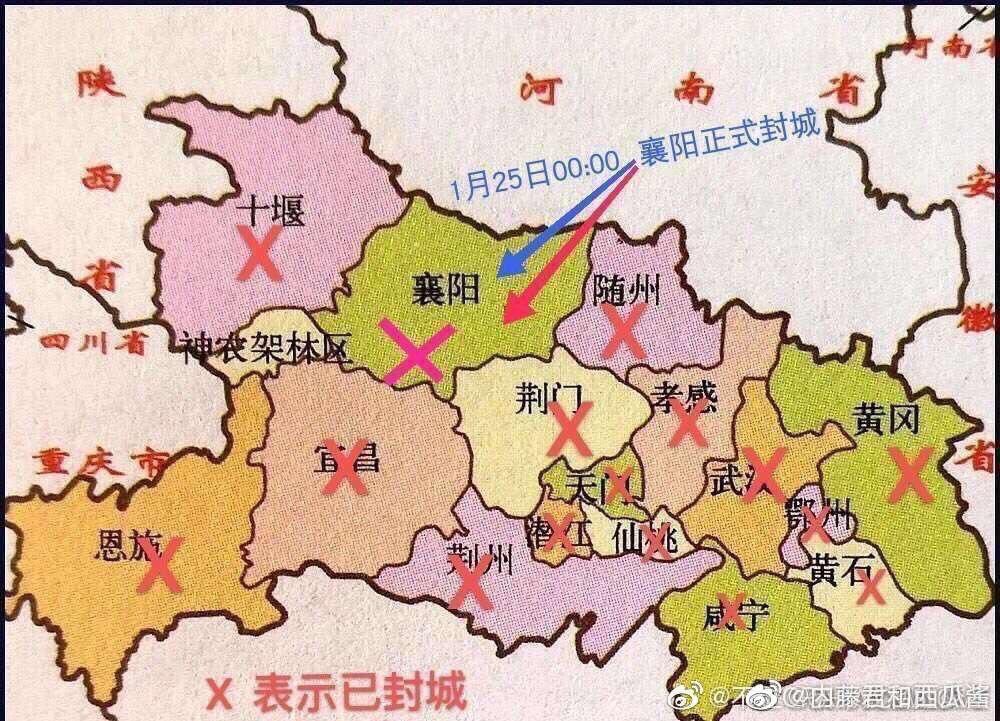 陕西省
河南省
河南省
1月25日00:00 襄阳正式封城
安徽省
十堰
X
襄阳
X
随州
X
四川省
神农架林区
荆门
X
孝感
X
黄冈
X
重庆市
宜昌
X
天门
X
武汉
X
鄂州
X
恩施
X
荆州
X
潜江
X
仙桃
X
黄石
X
咸宁
X
X 表示已封城
@内藤君和西瓜酱